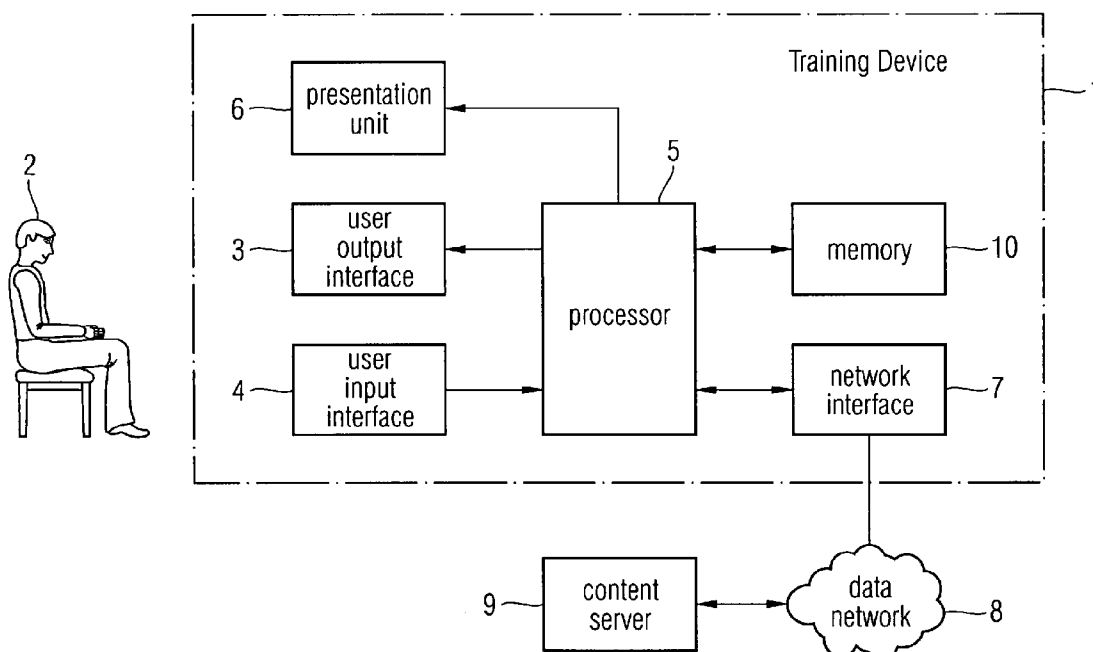 Training Device
6
presentation
unit
5
2
3
user
output
interface
processor
memory
10
4
user
input
interface
network
interface
7
9
content
server
data
network
8